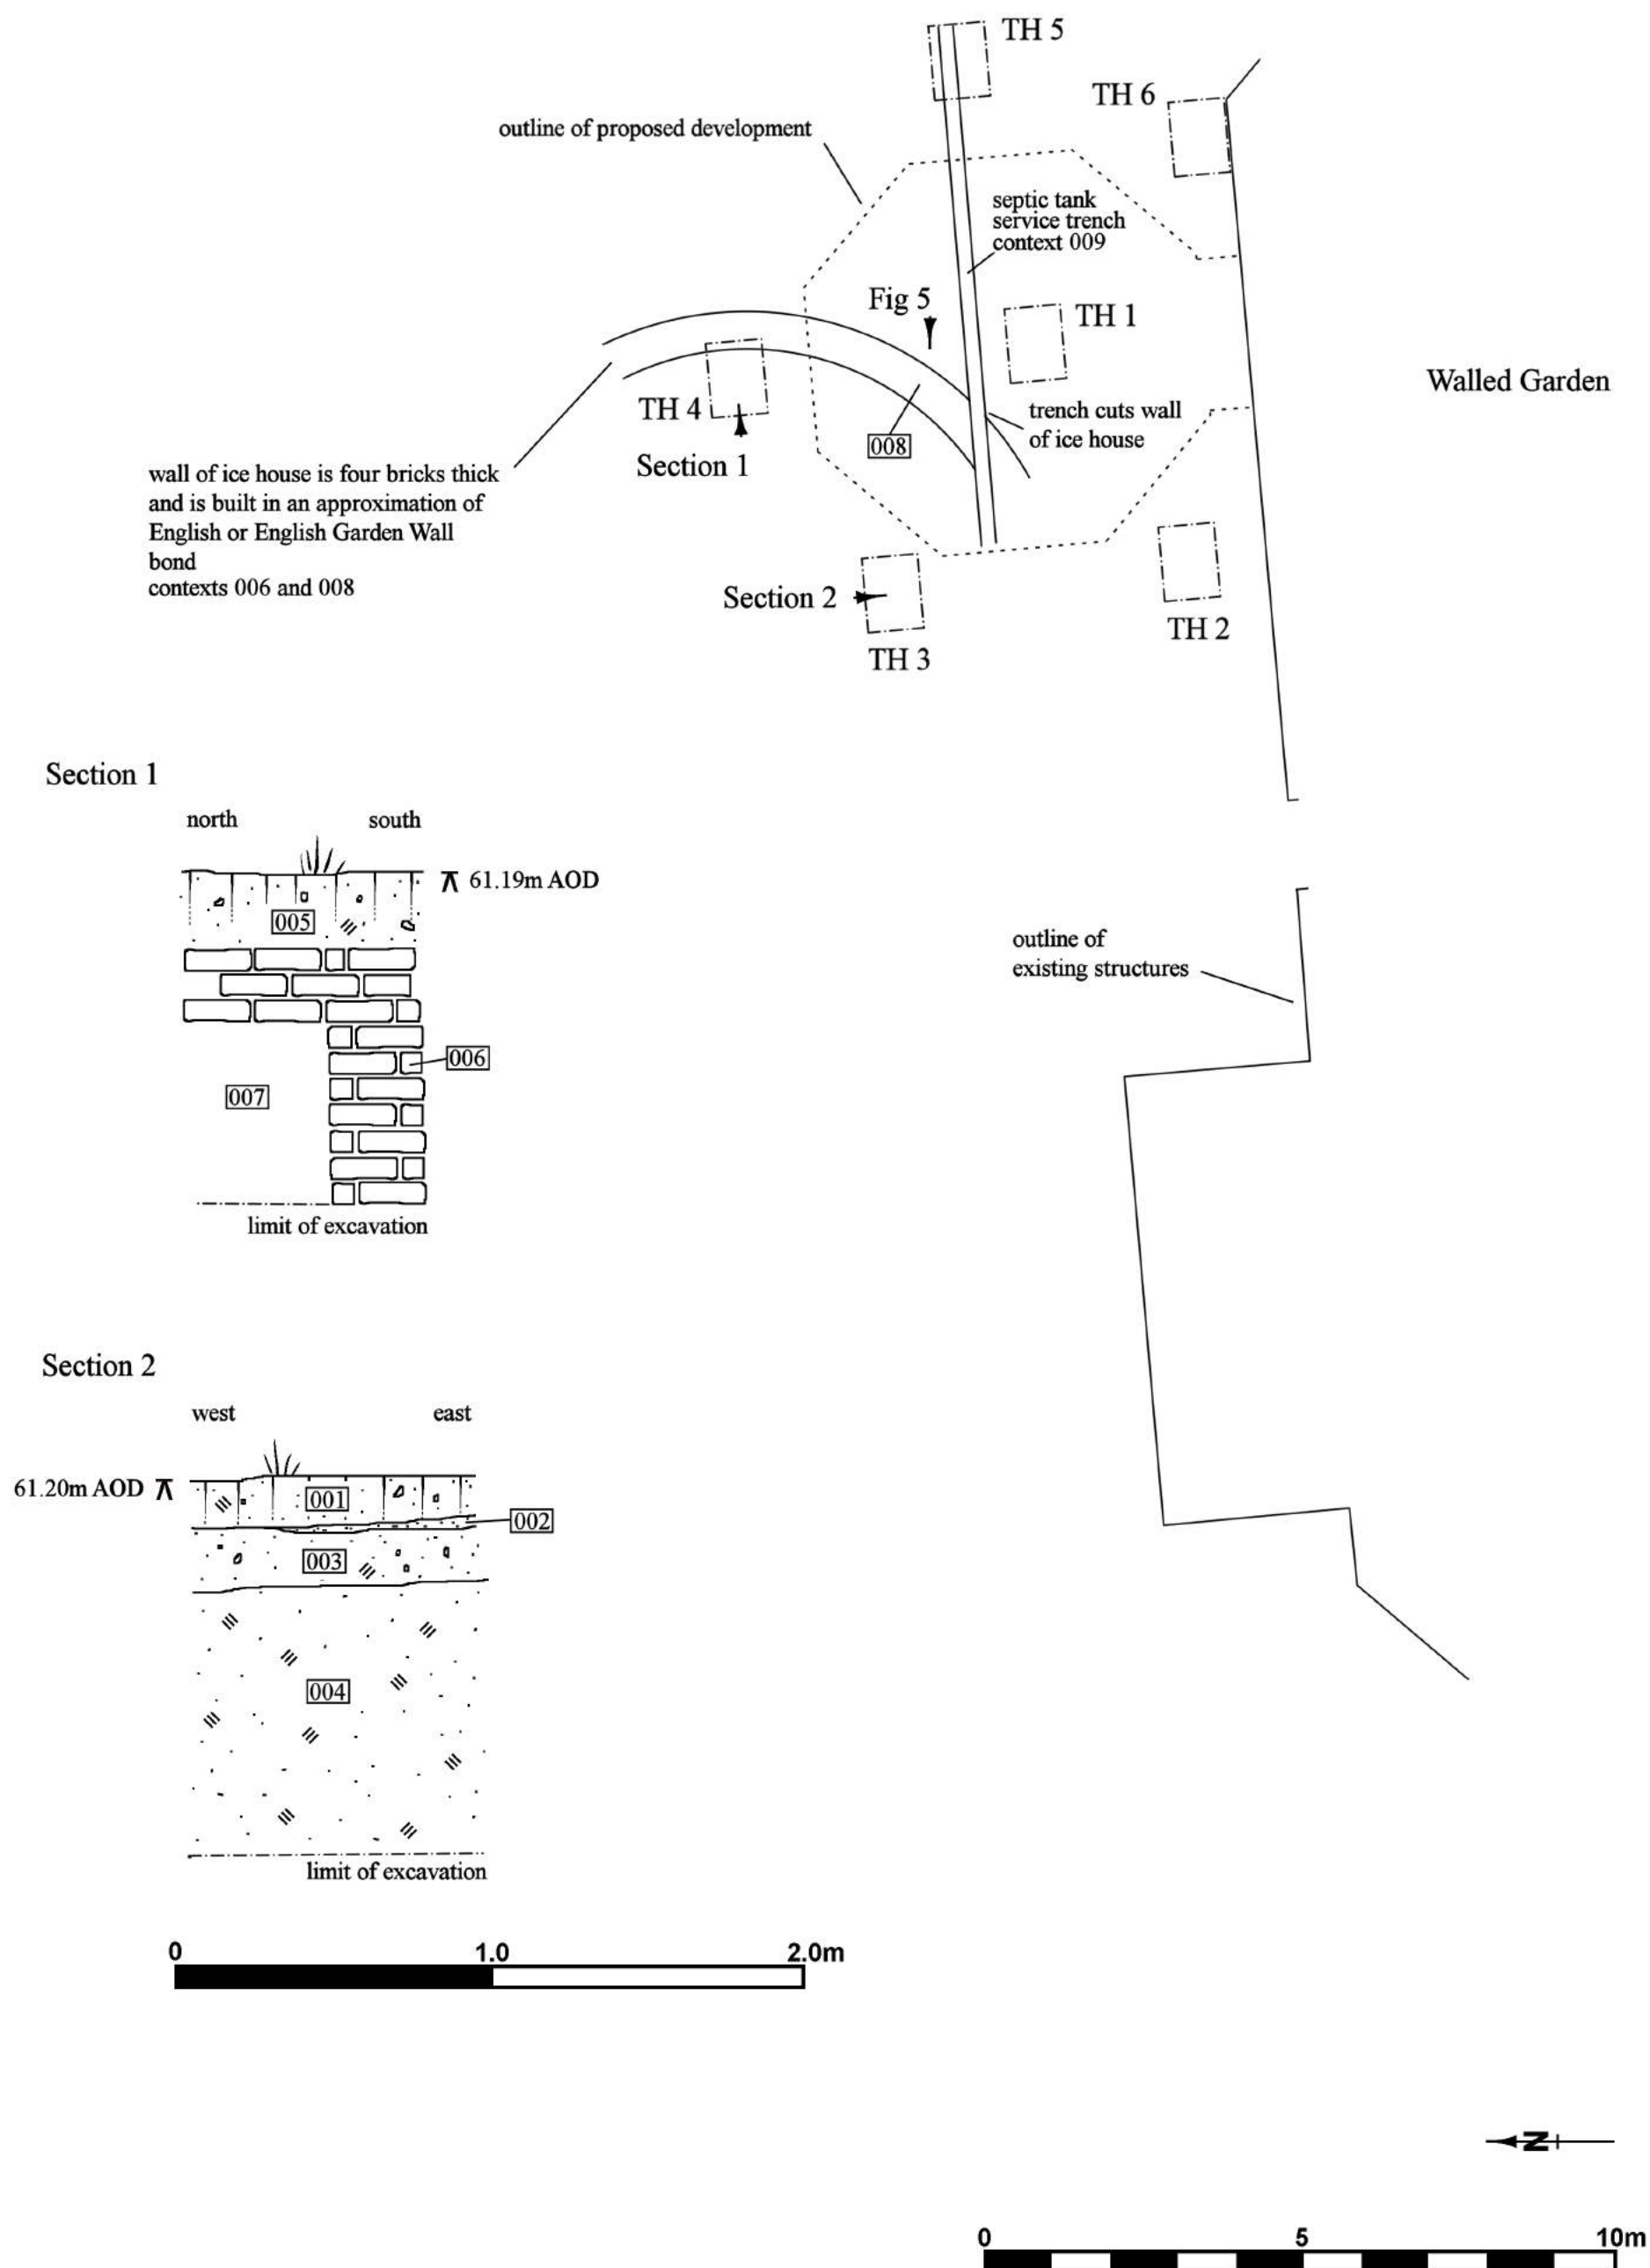 TH 5
TH 6
outline of proposed development
septic tank
service trench
context 009
Fig 5
TH 1
Walled Garden
TH 4
trench cuts wall
of ice house
008
Section 1
wall of ice house is four bricks thick
and is built in an approximation of
English or English Garden Wall
bond
contexts 006 and 008
Section 2
TH 2
TH 3
Section 1
north south
61.19m AOD
005
006
007
limit of excavation
outline of
existing structures
Section 2
west east
61.20m AOD
001
002
003
004
limit of excavation
0 1.0 2.0m
N
0 5 10m